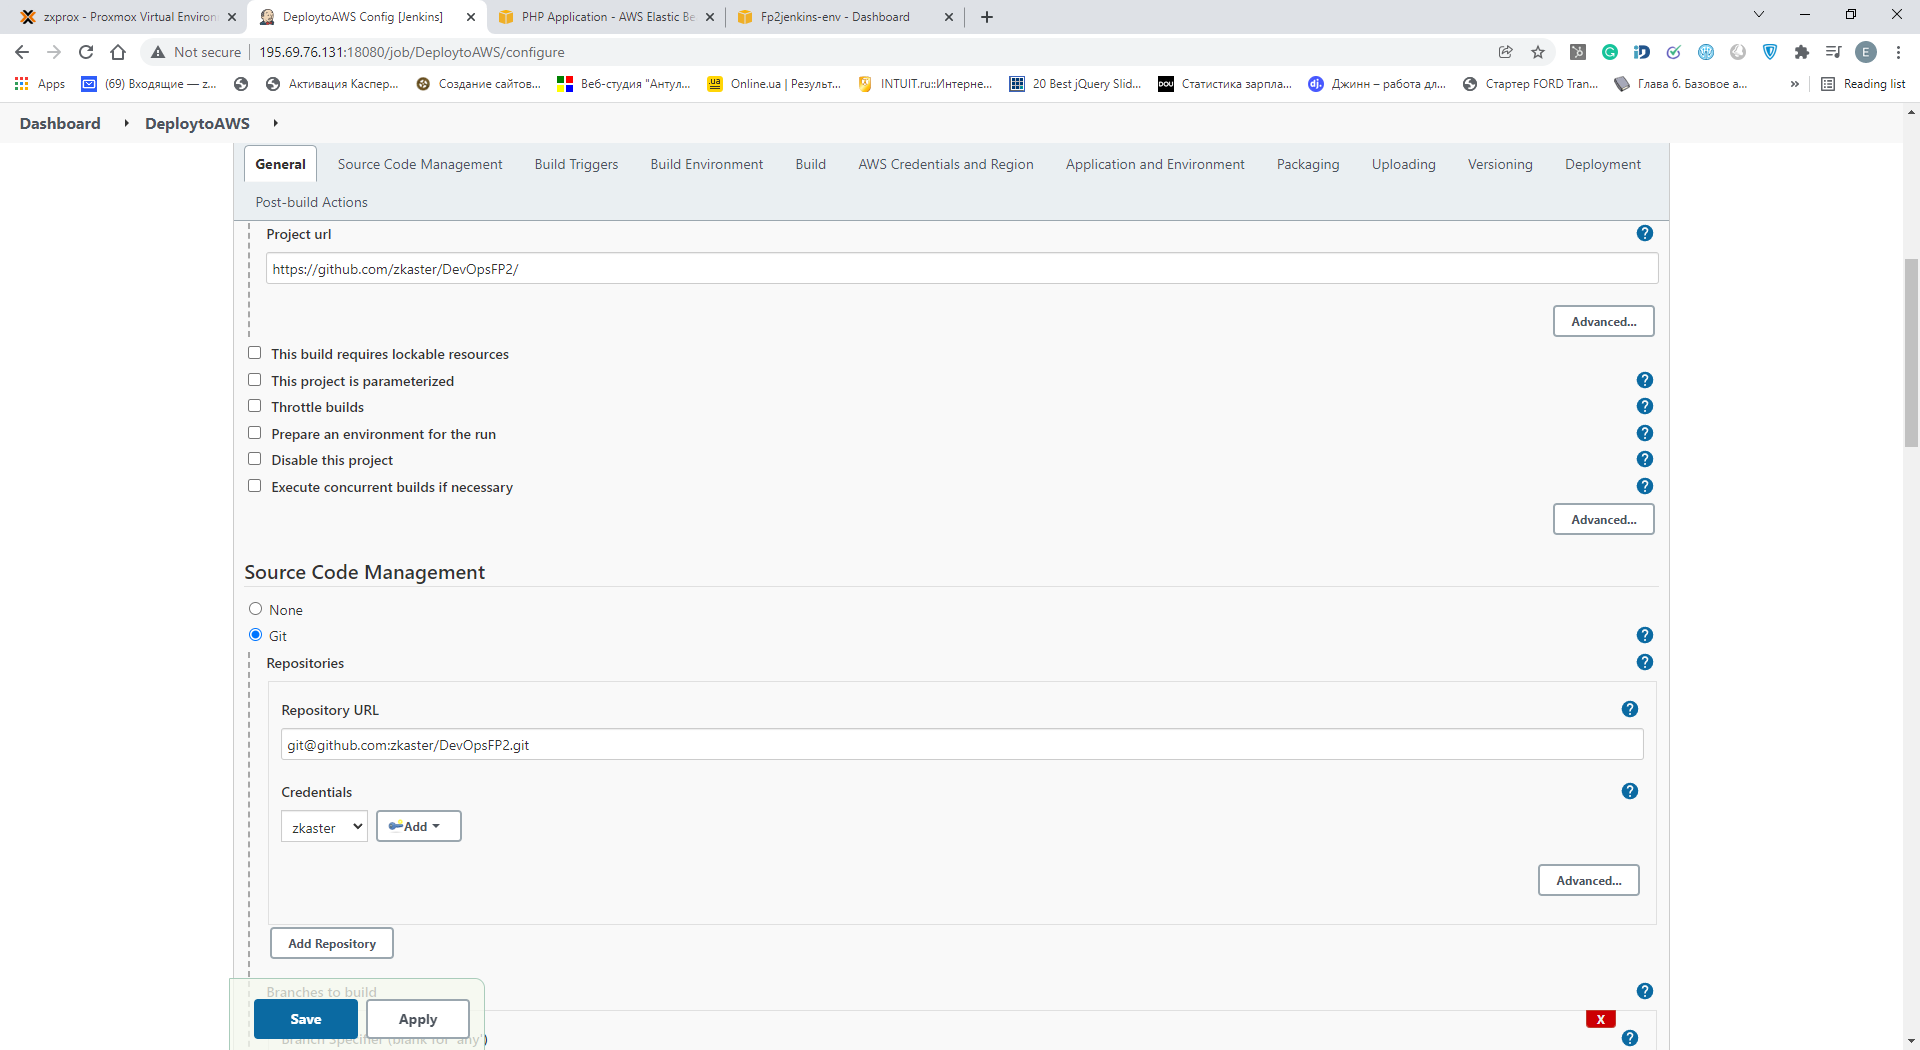 zxprox - Proxmox Virtual Environ
DeploytoAWS Config [Jenkins]
PHP Application - AWS Elastic Be
Fp2jenkins-env - Dashboard
Not secure
195.69.76.131:18080/job/DeploytoAWS/configure
E
Apps
(69) Входящие — z...
Активация Каспер...
Создание сайтов...
Веб-студия "Антул...
Online.ua | Результ...
INTUIT.ru::Интерне...
20 Best jQuery Slid...
DOU
Статистика зарпла...
dj.
Джинн – работа дл...
Стартер FORD Tran...
Глава 6. Базовое а...
»
Reading list
Dashboard
DeploytoAWS
General
Source Code Management
Build Triggers
Build Environment
Build
AWS Credentials and Region
Application and Environment
Packaging
Uploading
Versioning
Deployment
Post-build Actions
Project url
?
https://github.com/zkaster/DevOpsFP2/
Advanced...
This build requires lockable resources
This project is parameterized
?
Throttle builds
?
Prepare an environment for the run
?
Disable this project
?
Execute concurrent builds if necessary
?
Advanced...
Source Code Management
None
Git
?
Repositories
?
Repository URL
?
git@github.com:zkaster/DevOpsFP2.git
Credentials
?
zkaster
Add
Advanced...
Add Repository
Branches to build
?
Save
Apply
X
Branch Specifier (blank for 'any')
?